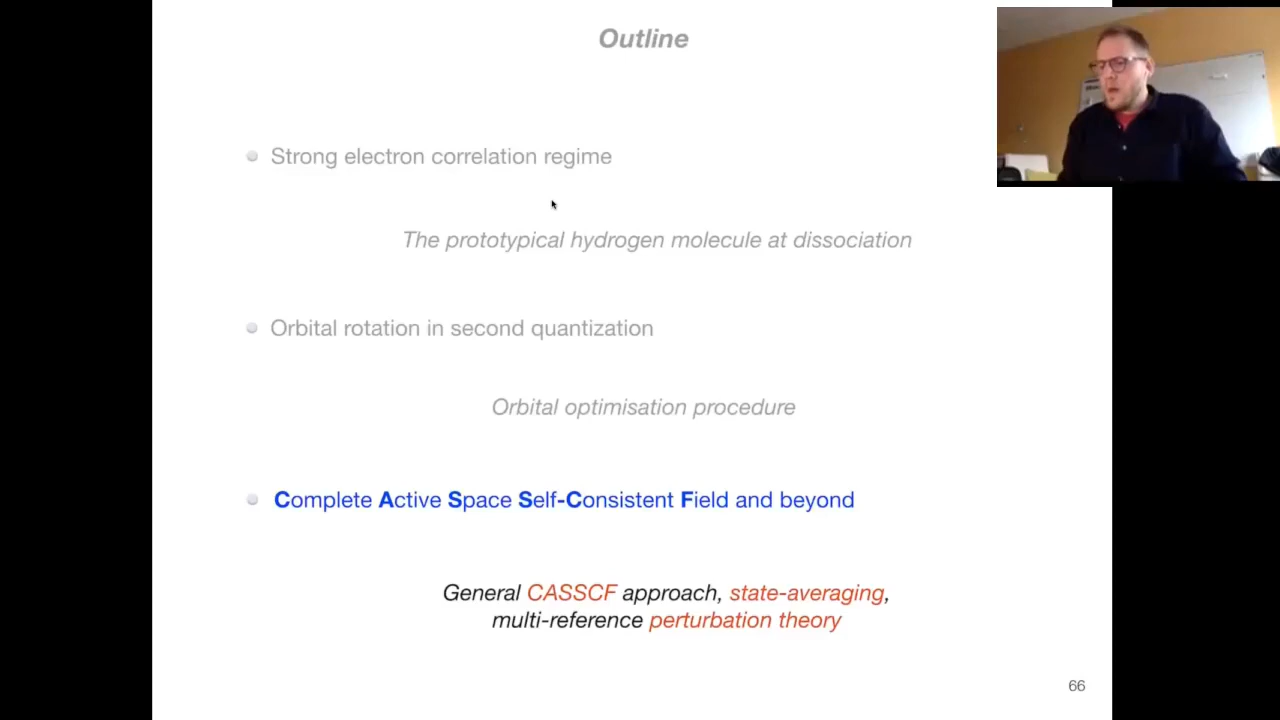 Outline
Strong electron correlation regime
The prototypical hydrogen molecule at dissociation
Orbital rotation in second quantization
Orbital optimisation procedure
Complete Active Space Self-Consistent Field and beyond
General CASSCF approach, state-averaging,
multi-reference perturbation theory
66